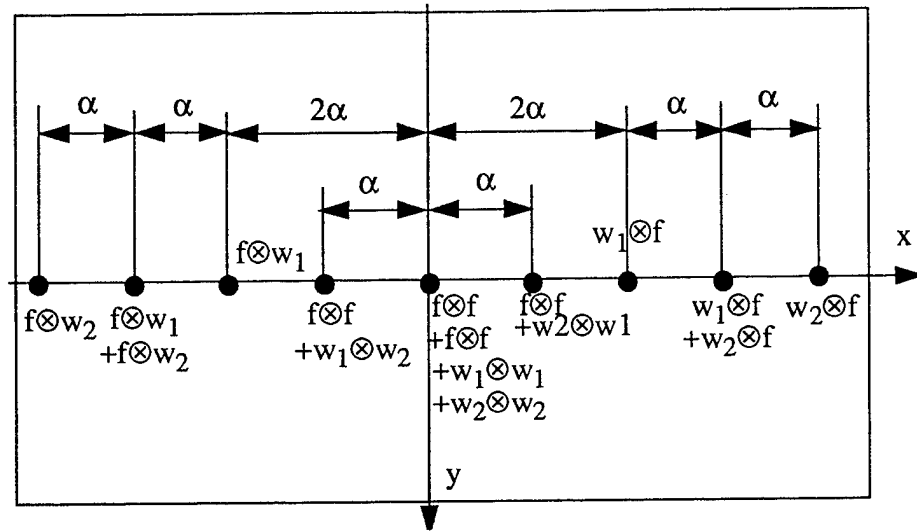 α α 2α 2α α α
α α
w₁⊗f
x
f⊗w₁
f⊗w₂ f⊗w₁ f⊗f f⊗f f⊗f w₁⊗f w₂⊗f
+f⊗w₂ +w₁⊗w₂ +f⊗f +w2⊗w1 +w₂⊗f
+w₁⊗w₁
+w₂⊗w₂
y